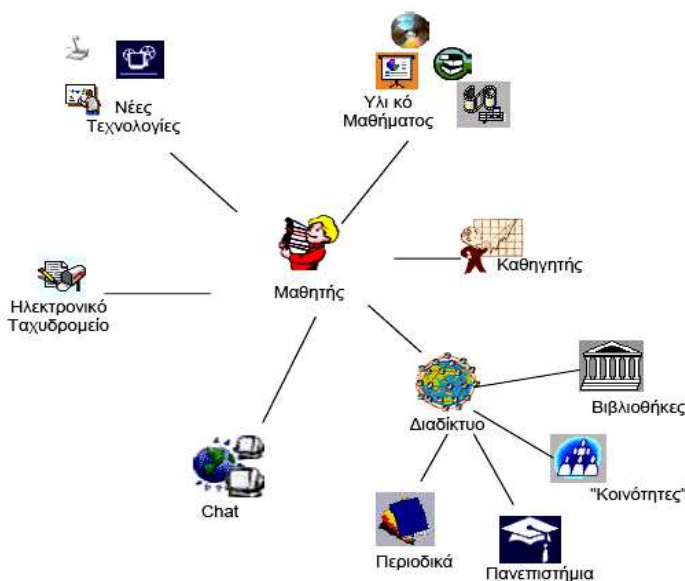 Νέες
Τεχνολογίες
Υλι κό
Μαθήματος
Μαθητής
Καθηγητής
Ηλεκτρονικό
Ταχυδρομείο
Διαδίκτυο
Βιβλιοθήκες
Chat
"Κοινότητες"
Περιοδικά
Πανεπιστήμια